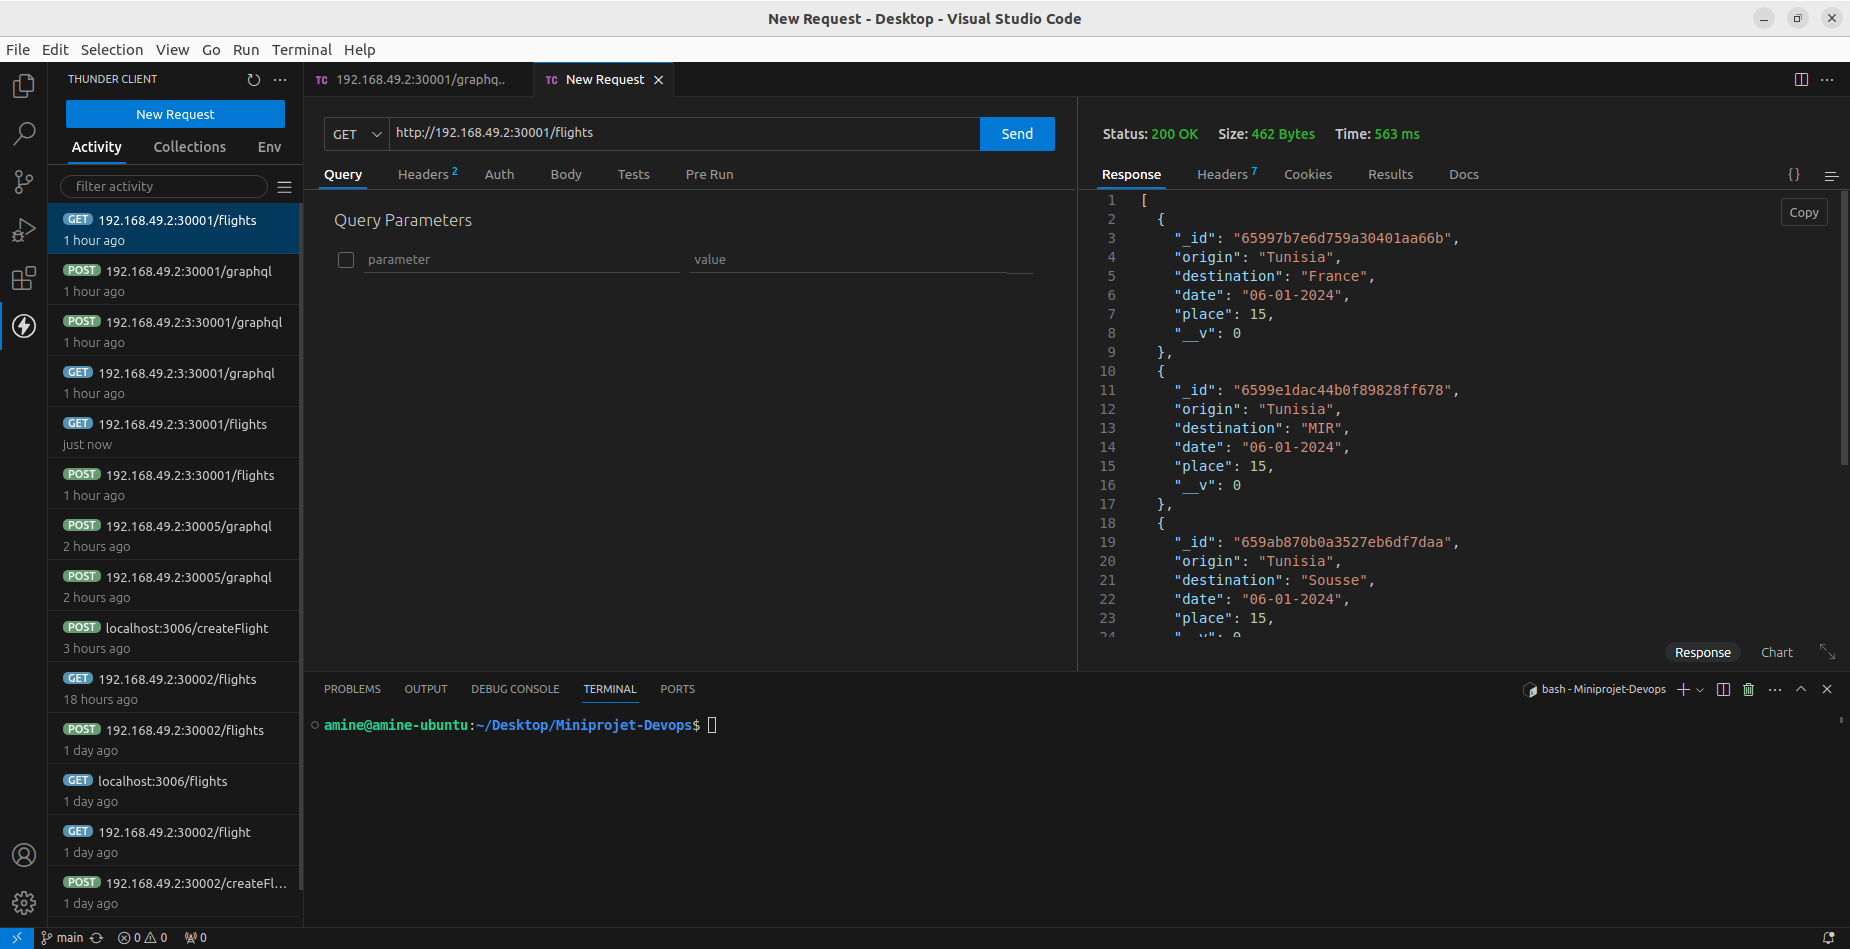 New Request - Desktop - Visual Studio Code
File Edit Selection View Go Run Terminal Help
THUNDER CLIENT
New Request
Activity Collections Env
filter activity
GET 192.168.49.2:30001/flights
1 hour ago
POST 192.168.49.2:30001/graphql
1 hour ago
POST 192.168.49.2:3:30001/graphql
1 hour ago
GET 192.168.49.2:3:30001/graphql
1 hour ago
GET 192.168.49.2:3:30001/flights
just now
POST 192.168.49.2:3:30001/flights
1 hour ago
POST 192.168.49.2:30005/graphql
2 hours ago
POST 192.168.49.2:30005/graphql
2 hours ago
POST localhost:3006/createFlight
3 hours ago
GET 192.168.49.2:30002/flights
18 hours ago
POST 192.168.49.2:30002/flights
1 day ago
GET localhost:3006/flights
1 day ago
GET 192.168.49.2:30002/flight
1 day ago
POST 192.168.49.2:30002/createFl...
1 day ago
TC 192.168.49.2:30001/graphq..
TC New Request
GET http://192.168.49.2:30001/flights Send
Query Headers 2 Auth Body Tests Pre Run
Query Parameters
parameter value
Status: 200 OK Size: 462 Bytes Time: 563 ms
Response Headers 7 Cookies Results Docs {}
Copy
1 [
2 {
3 "_id": "65997b7e6d759a30401aa66b",
4 "origin": "Tunisia",
5 "destination": "France",
6 "date": "06-01-2024",
7 "place": 15,
8 "__v": 0
9 },
10 {
11 "_id": "6599e1dac44b0f89828ff678",
12 "origin": "Tunisia",
13 "destination": "MIR",
14 "date": "06-01-2024",
15 "place": 15,
16 "__v": 0
17 },
18 {
19 "_id": "659ab870b0a3527eb6df7daa",
20 "origin": "Tunisia",
21 "destination": "Sousse",
22 "date": "06-01-2024",
23 "place": 15,
24 "__v": 0
Response Chart
PROBLEMS OUTPUT DEBUG CONSOLE TERMINAL PORTS
bash - Miniprojet-Devops
amine@amine-ubuntu:~/Desktop/Miniprojet-Devops$
main 0 0 0